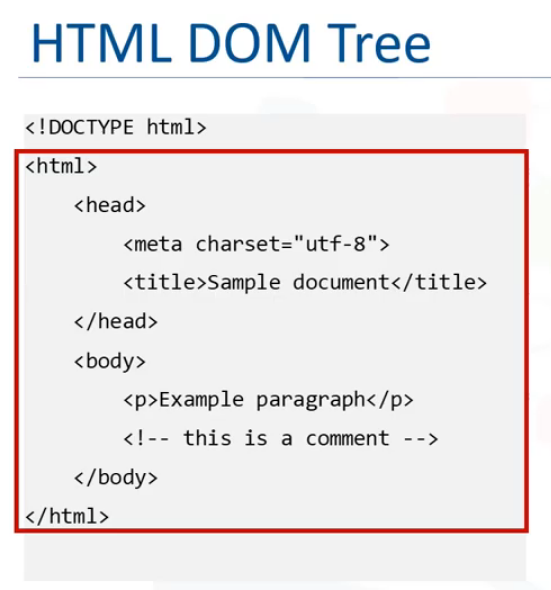 HTML DOM Tree
<!DOCTYPE html>
<html>
<head>
<meta charset="utf-8">
<title>Sample document</title>
</head>
<body>
<p>Example paragraph</p>
<!-- this is a comment -->
</body>
</html>